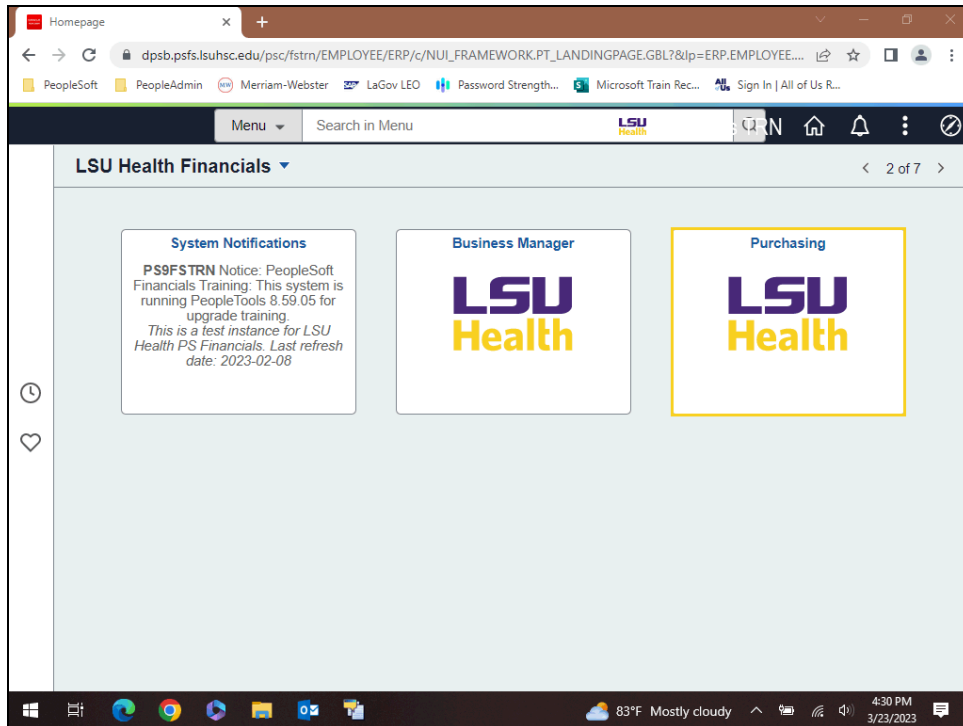 Homepage
dpsb.psfs.lsuhsc.edu/psc/fstrn/EMPLOYEE/ERP/c/NUI_FRAMEWORK.PT_LANDINGPAGE.GBL?&lp=ERP.EMPLOYEE....
PeopleSoft PeopleAdmin Merriam-Webster LaGov LEO Password Strength... Microsoft Train Rec... Sign In | All of Us R...
Menu Search in Menu LSU Health TRN
LSU Health Financials 2 of 7
System Notifications
PS9FSTRN Notice: PeopleSoft
Financials Training: This system is
running PeopleTools 8.59.05 for
upgrade training.
This is a test instance for LSU
Health PS Financials. Last refresh
date: 2023-02-08
Business Manager
LSU
Health
Purchasing
LSU
Health
83°F Mostly cloudy
4:30 PM
3/23/2023